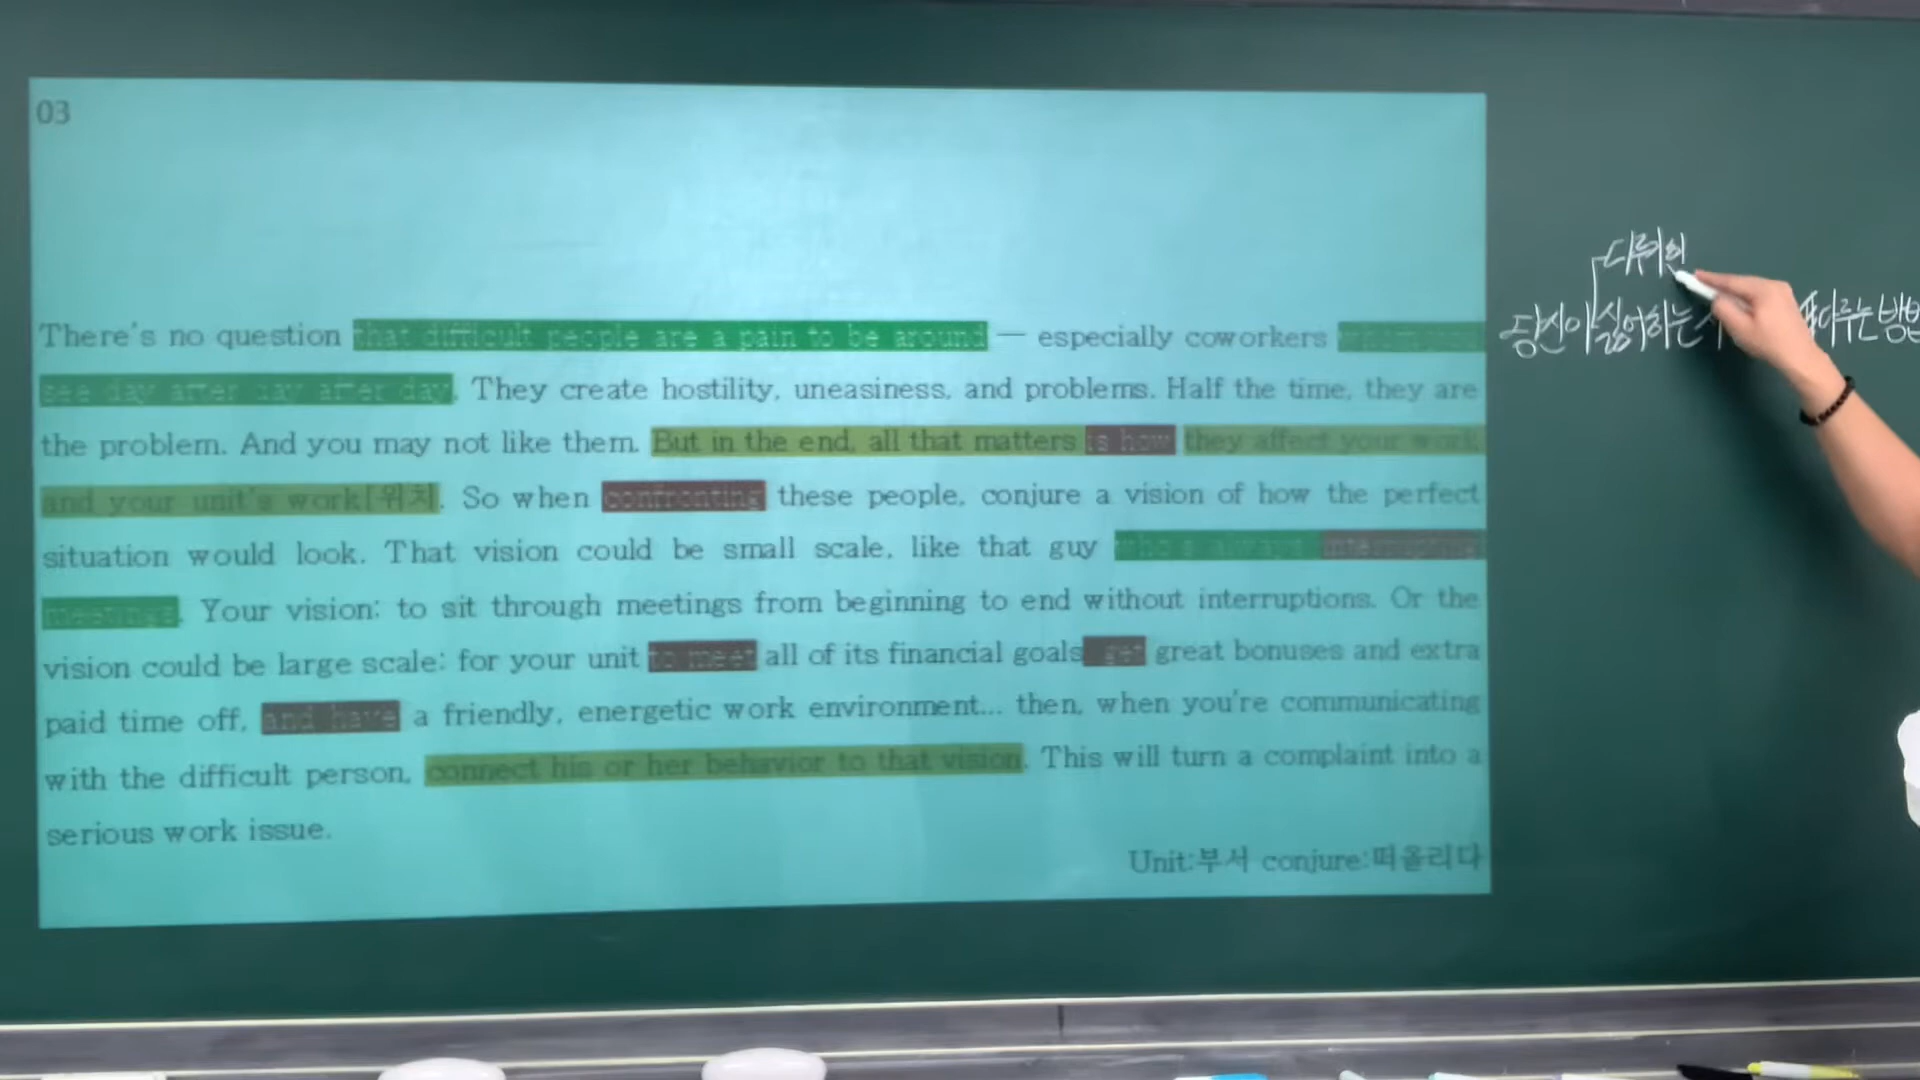 03
There's no question that difficult people are a pain to be around — especially coworkers
see day after day after day. They create hostility, uneasiness, and problems. Half the time, they are
the problem. And you may not like them. But in the end, all that matters is how they affect your work
and your unit's work[위치]. So when confronting these people, conjure a vision of how the perfect
situation would look. That vision could be small scale, like that guy who's always interrupting
meetings. Your vision: to sit through meetings from beginning to end without interruptions. Or the
vision could be large scale: for your unit to meet all of its financial goals, get great bonuses and extra
paid time off, and have a friendly, energetic work environment... then, when you're communicating
with the difficult person, connect his or her behavior to that vision. This will turn a complaint into a
serious work issue.
Unit:부서 conjure:떠올리다
당신이 싫어하는 다루는 방법